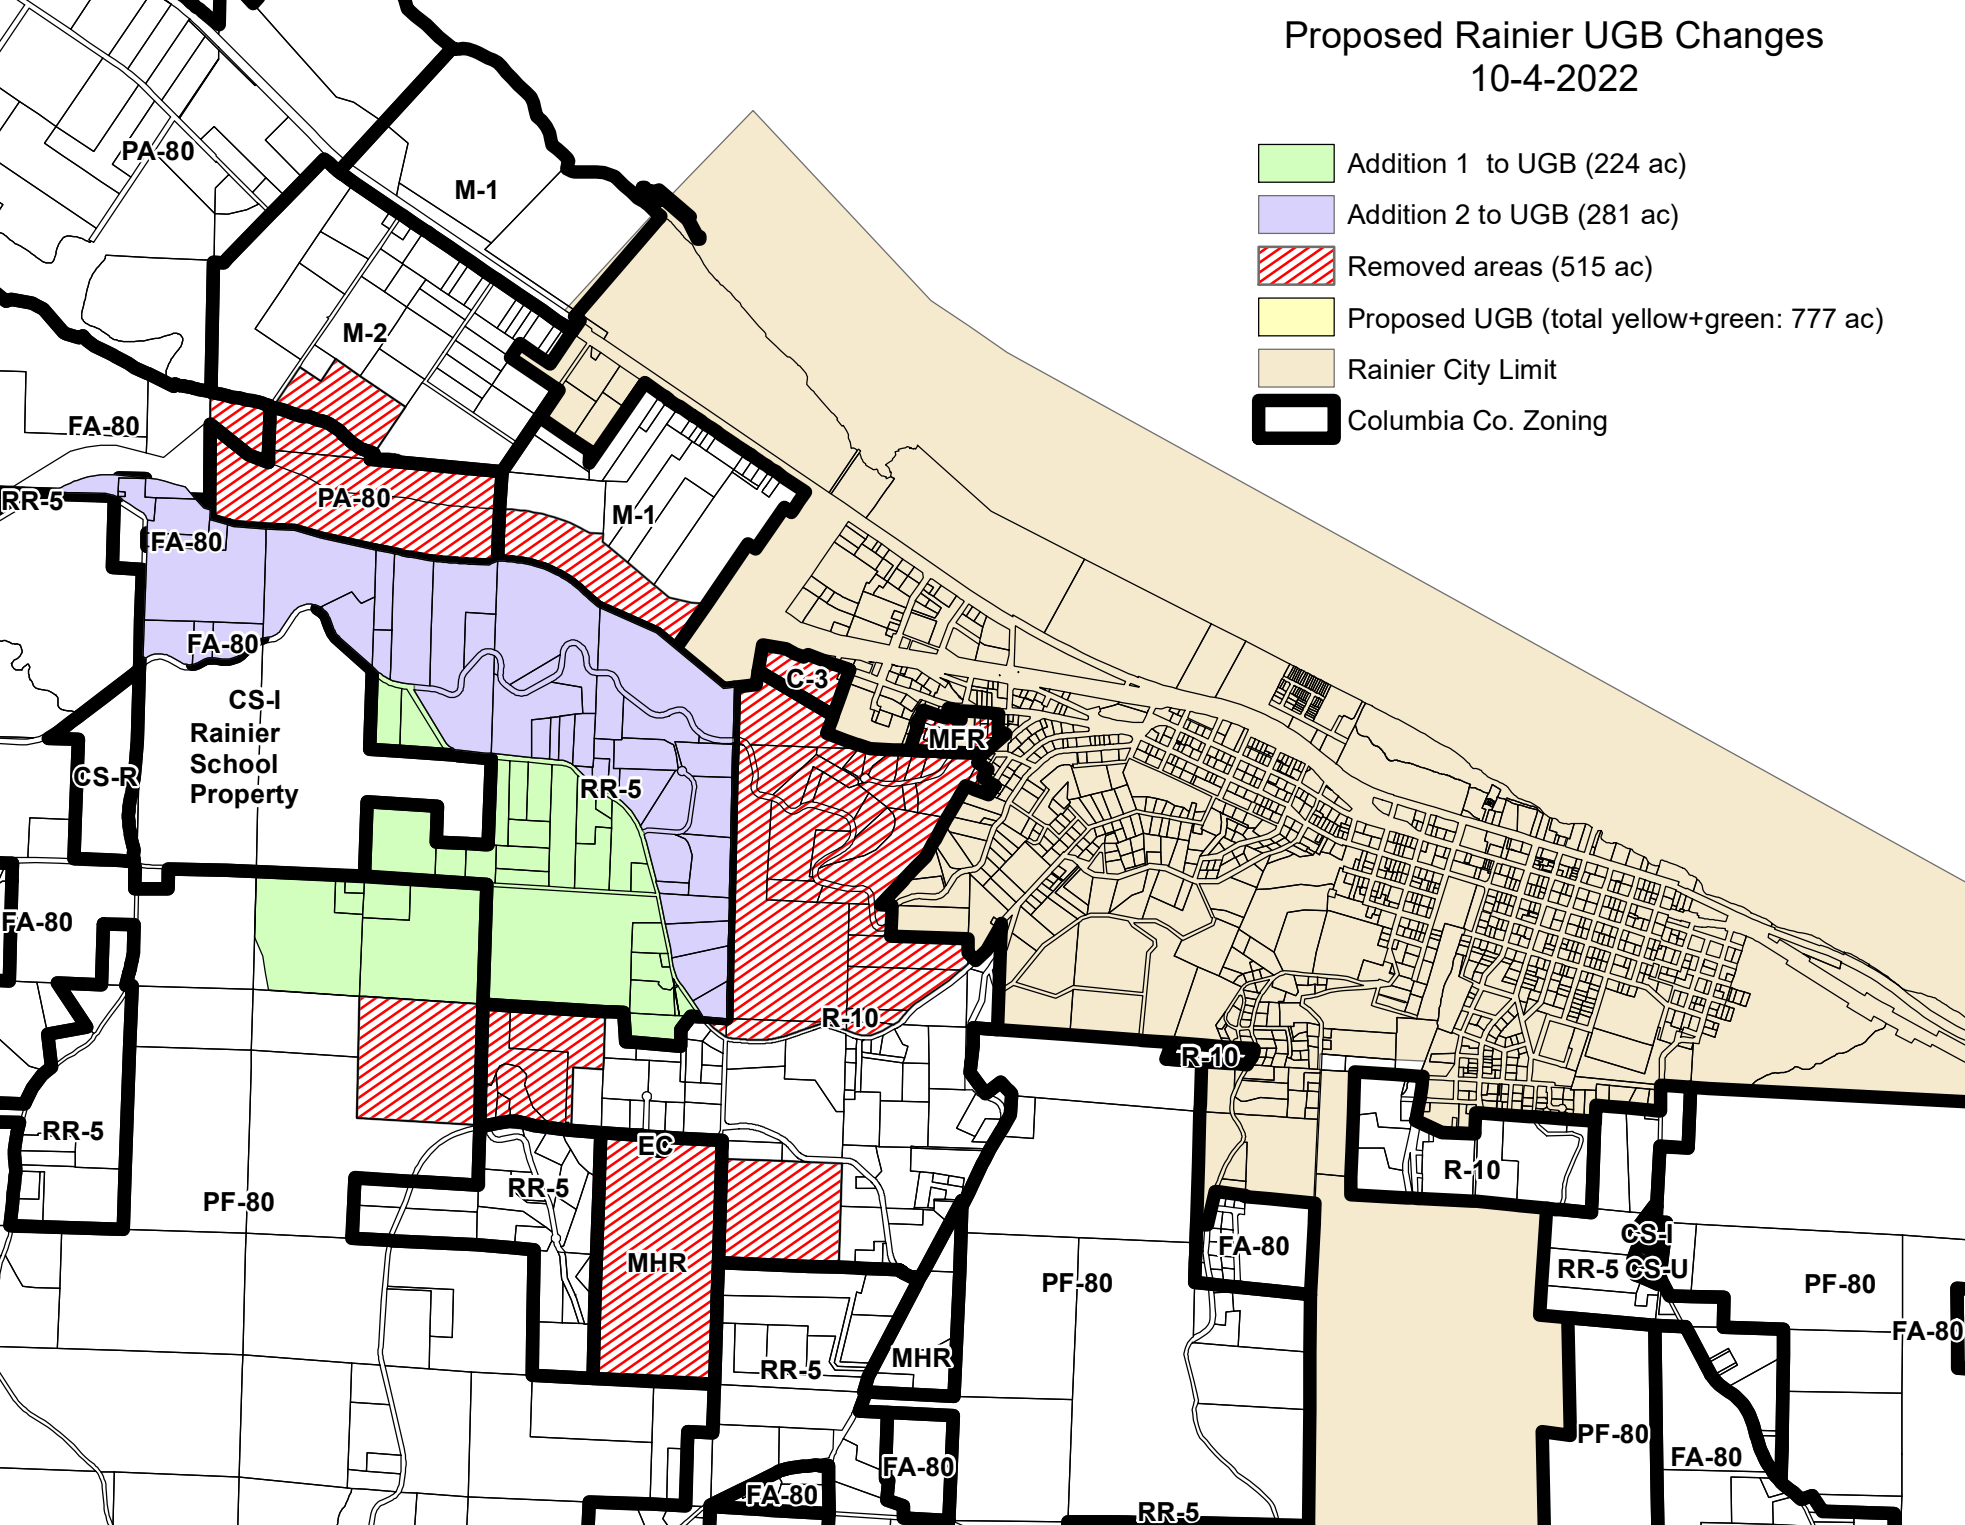 Proposed Rainier UGB Changes
10-4-2022
Addition 1  to UGB (224 ac)
Addition 2 to UGB (281 ac)
Removed areas (515 ac)
Proposed UGB (total yellow+green: 777 ac)
Rainier City Limit
Columbia Co. Zoning
PA-80
M-1
M-2
FA-80
RR-5
PA-80
M-1
FA-80
FA-80
CS-I
Rainier
School
Property
C-3
MFR
CS-R
RR-5
FA-80
R-10
R-10
RR-5
EC
R-10
RR-5
PF-80
MHR
FA-80
PF-80
CS-I
RR-5
CS-U
PF-80
FA-80
MHR
RR-5
PF-80
FA-80
FA-80
FA-80
RR-5